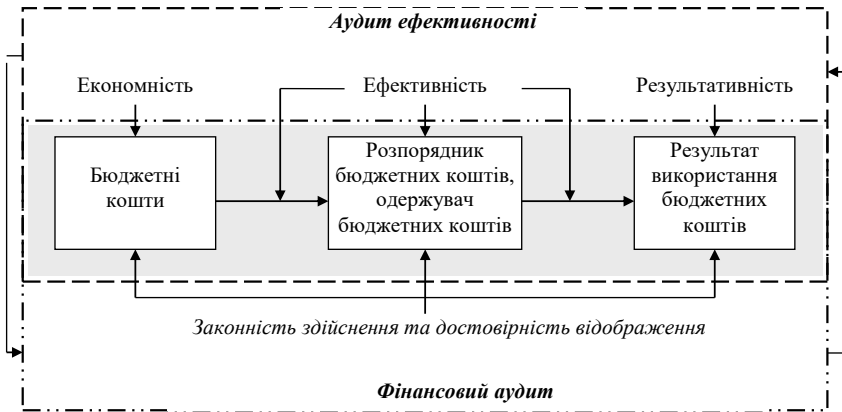 Аудит ефективності
Економність
Ефективність
Результативність
Бюджетні
кошти
Розпорядник
бюджетних коштів,
одержувач
бюджетних коштів
Результат
використання
бюджетних
коштів
Законність здійснення та достовірність відображення
Фінансовий аудит